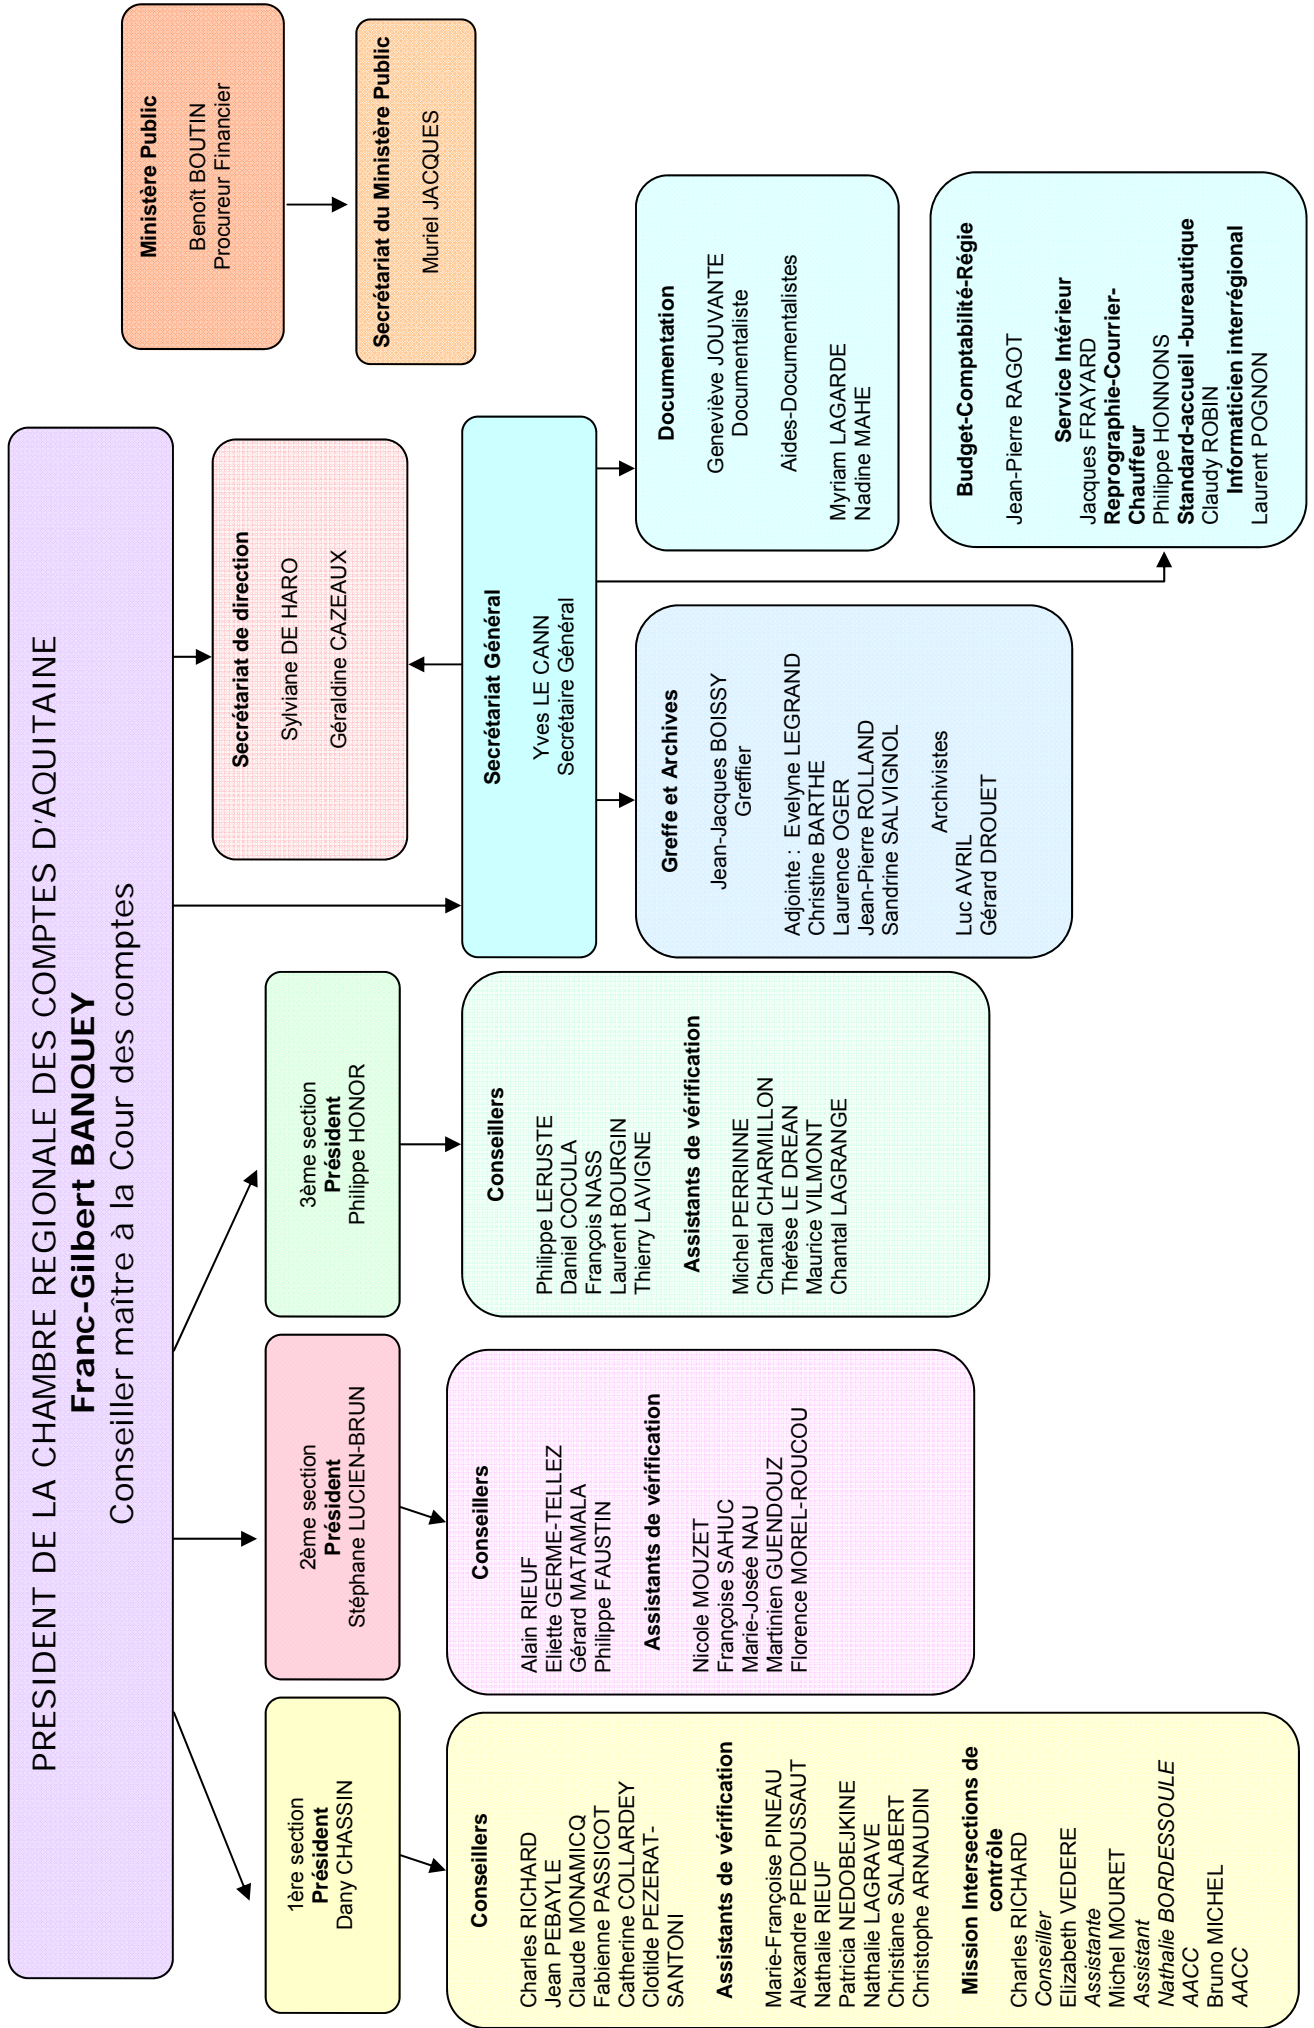 PRESIDENT DE LA CHAMBRE REGIONALE DES COMPTES D'AQUITAINE
Franc-Gilbert BANQUEY
Conseiller maître à la Cour des comptes
1ère section
Président
Dany CHASSIN
Conseillers
Charles RICHARD
Jean PEBAYLE
Claude MONAMICQ
Fabienne PASSICOT
Catherine COLLARDEY
Clotilde PEZERAT-
SANTONI
Assistants de vérification
Marie-Françoise PINEAU
Alexandre PEDOUSSAUT
Nathalie RIEUF
Patricia NEDOBEJKINE
Nathalie LAGRAVE
Christiane SALABERT
Christophe ARNAUDIN
Mission Intersections de
contrôle
Charles RICHARD
Conseiller
Elizabeth VEDERE
Assistante
Michel MOURET
Assistant
Nathalie BORDESSOULE
AACC
Bruno MICHEL
AACC
2ème section
Président
Stéphane LUCIEN-BRUN
Conseillers
Alain RIEUF
Eliette GERME-TELLEZ
Gérard MATAMALA
Philippe FAUSTIN
Assistants de vérification
Nicole MOUZET
Françoise SAHUC
Marie-Josée NAU
Martinien GUENDOUZ
Florence MOREL-ROUCOU
3ème section
Président
Philippe HONOR
Conseillers
Philippe LERUSTE
Daniel COCULA
François NASS
Laurent BOURGIN
Thierry LAVIGNE
Assistants de vérification
Michel PERRINNE
Chantal CHARMILLON
Thérèse LE DREAN
Maurice VILMONT
Chantal LAGRANGE
Secrétariat de direction
Sylviane DE HARO
Géraldine CAZEAUX
Secrétariat Général
Yves LE CANN
Secrétaire Général
Greffe et Archives
Jean-Jacques BOISSY
Greffier
Adjointe : Evelyne LEGRAND
Christine BARTHE
Laurence OGER
Jean-Pierre ROLLAND
Sandrine SALVIGNOL
Archivistes
Luc AVRIL
Gérard DROUET
Documentation
Geneviève JOUVANTE
Documentaliste
Aides-Documentalistes
Myriam LAGARDE
Nadine MAHE
Budget-Comptabilité-Régie
Jean-Pierre RAGOT
Service Intérieur
Jacques FRAYARD
Reprographie-Courrier-
Chauffeur
Philippe HONNONS
Standard-accueil -bureautique
Claudy ROBIN
Informaticien interrégional
Laurent POGNON
Ministère Public
Benoît BOUTIN
Procureur Financier
Secrétariat du Ministère Public
Muriel JACQUES